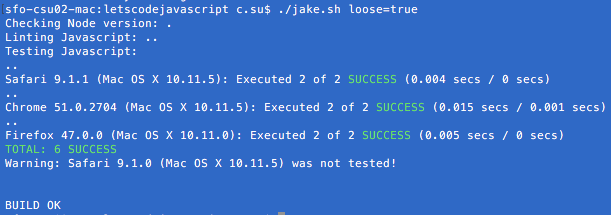 sfo-csu02-mac:letscodejavascript c.su$ ./jake.sh loose=true
Checking Node version: .
Linting Javascript: ..
Testing Javascript:
..
Safari 9.1.1 (Mac OS X 10.11.5): Executed 2 of 2 SUCCESS (0.004 secs / 0 secs)
..
Chrome 51.0.2704 (Mac OS X 10.11.5): Executed 2 of 2 SUCCESS (0.015 secs / 0.001 secs)
..
Firefox 47.0.0 (Mac OS X 10.11.0): Executed 2 of 2 SUCCESS (0.005 secs / 0 secs)
TOTAL: 6 SUCCESS
Warning: Safari 9.1.0 (Mac OS X 10.11.5) was not tested!
BUILD OK